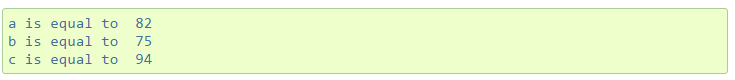 a is equal to  82
b is equal to  75
c is equal to  94